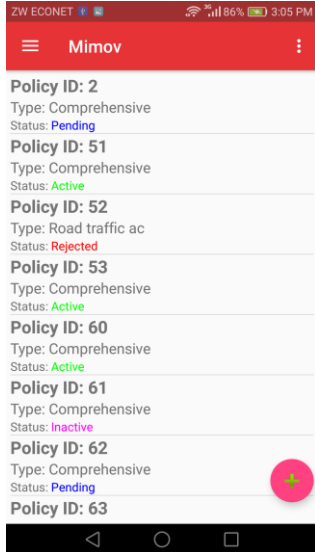 ZW ECONET 3G 86% 3:05 PM
Mimov
Policy ID: 2
Type: Comprehensive
Status: Pending
Policy ID: 51
Type: Comprehensive
Status: Active
Policy ID: 52
Type: Road traffic ac
Status: Rejected
Policy ID: 53
Type: Comprehensive
Status: Active
Policy ID: 60
Type: Comprehensive
Status: Active
Policy ID: 61
Type: Comprehensive
Status: Inactive
Policy ID: 62
Type: Comprehensive
Status: Pending
Policy ID: 63